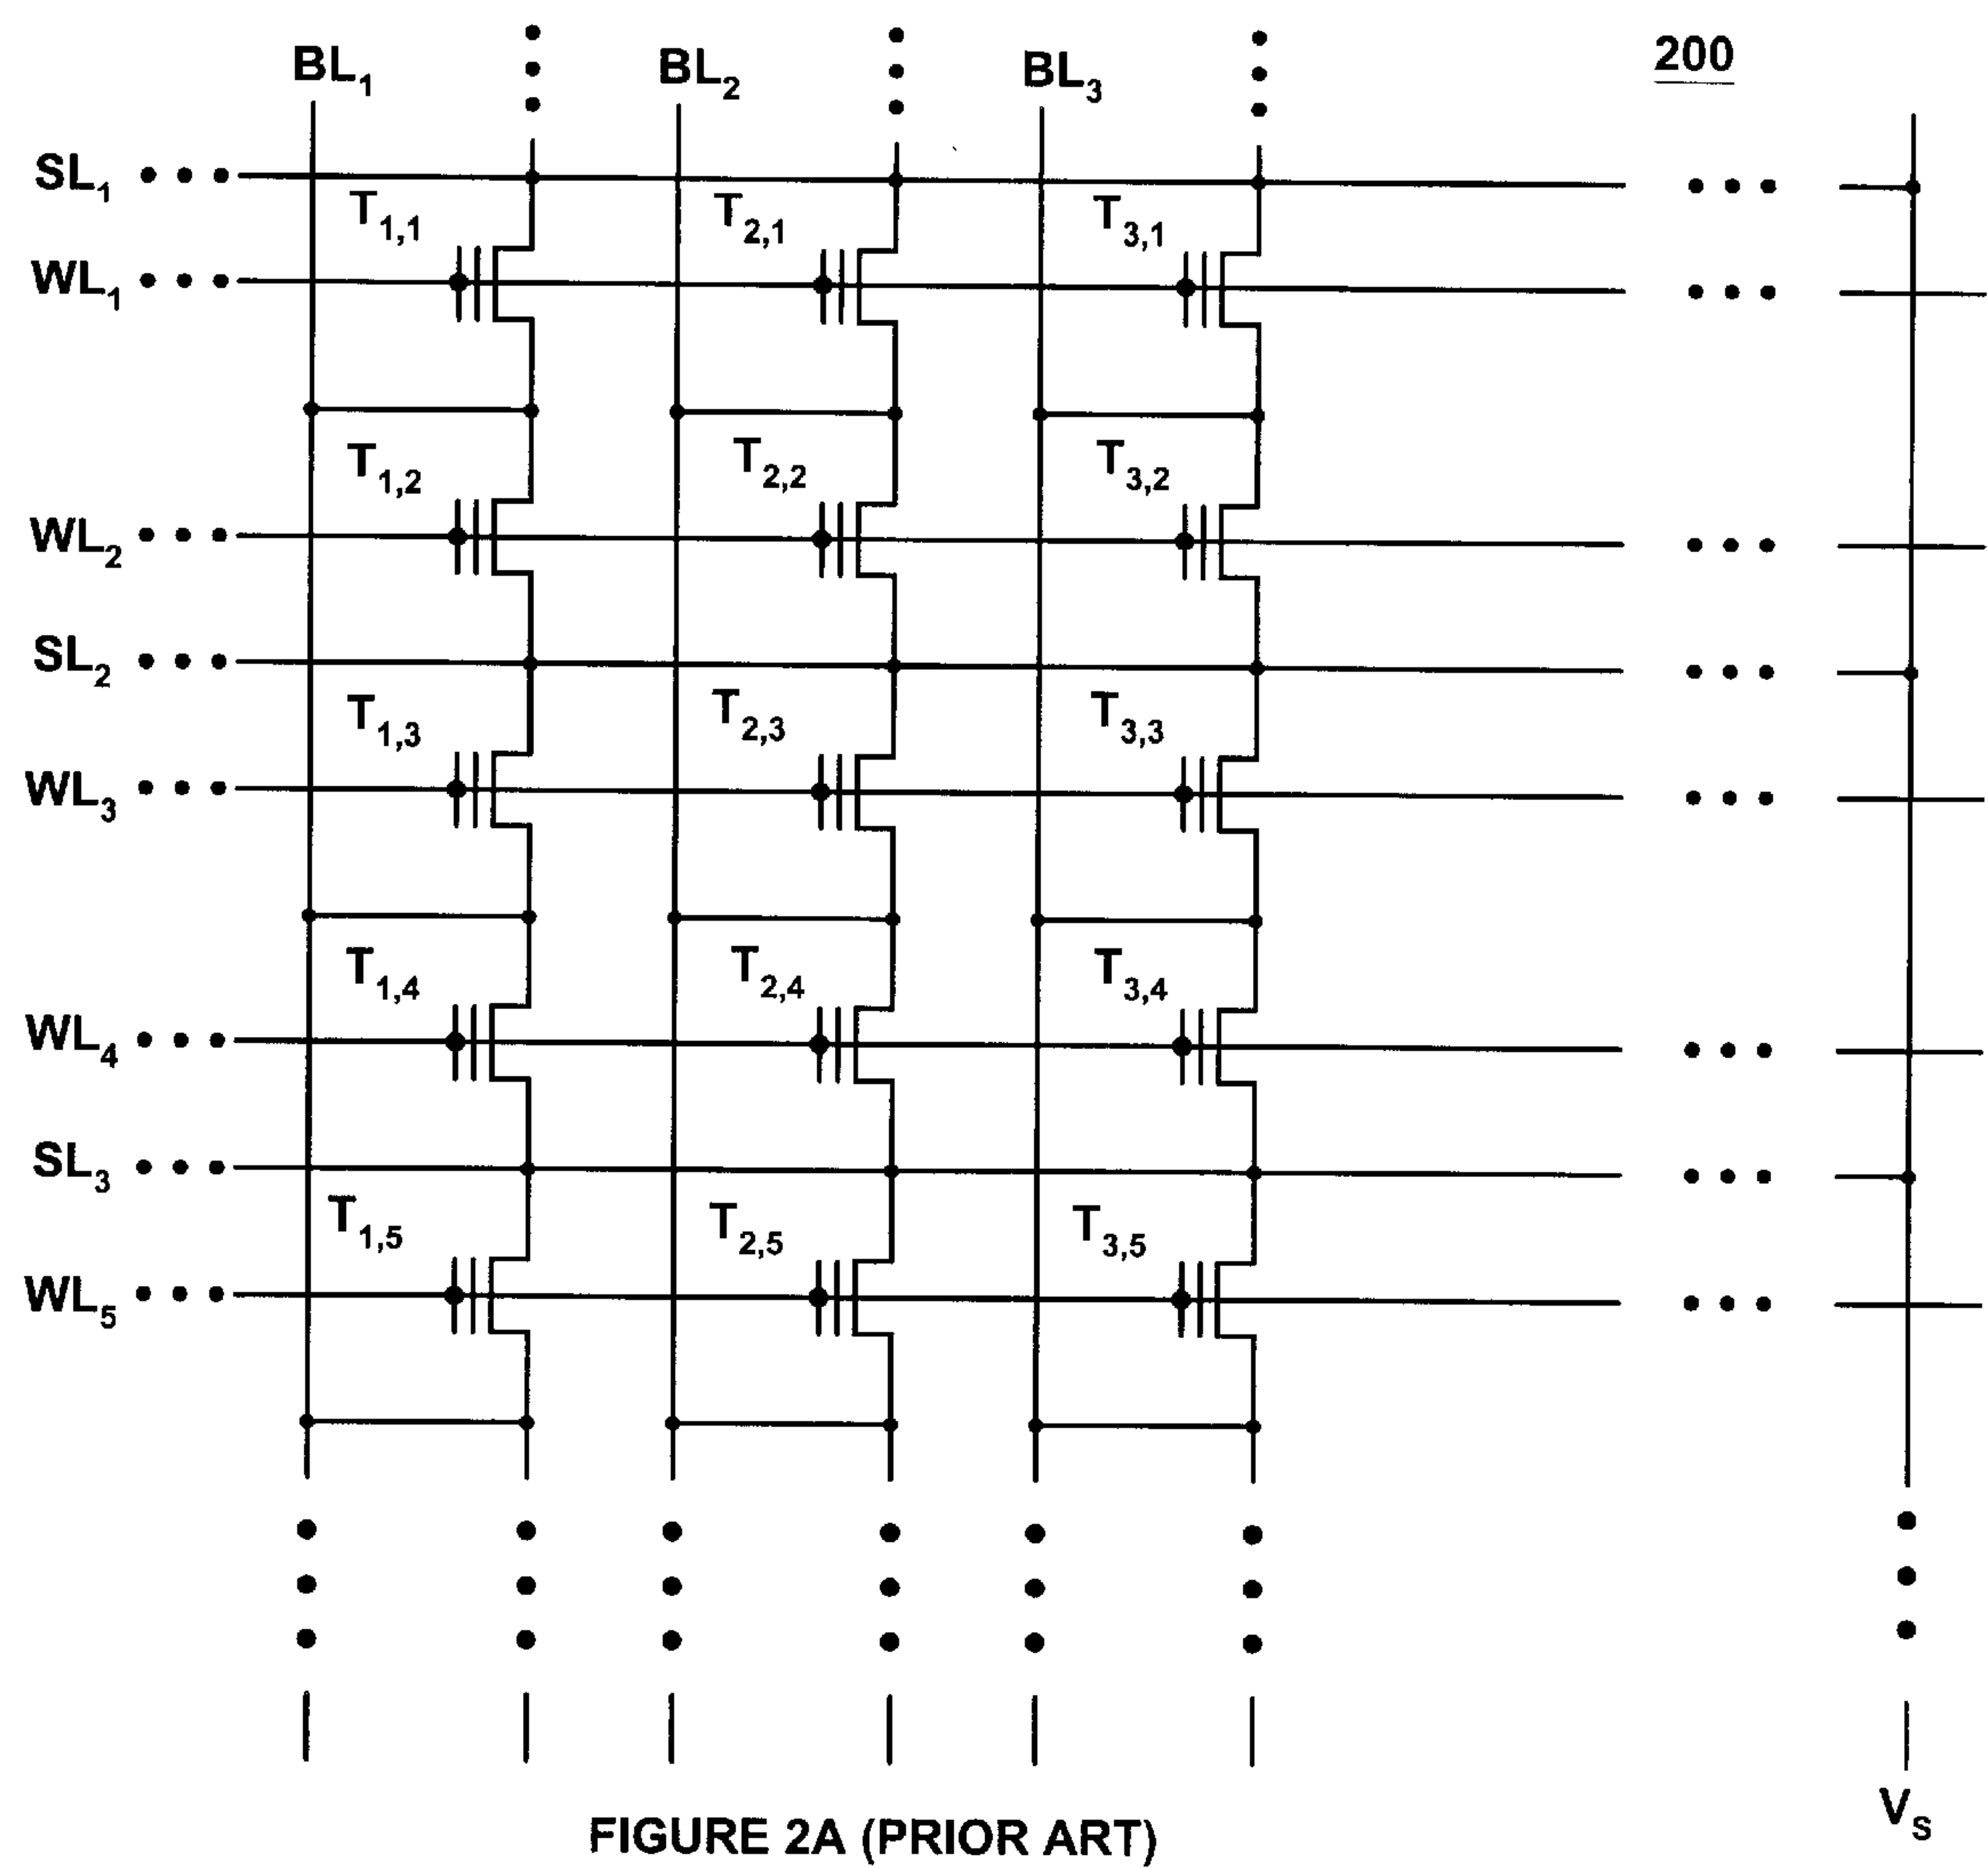 BL1 BL2 BL3 200
SL1
T1,1 T2,1 T3,1
WL1
T1,2 T2,2 T3,2
WL2
SL2
T1,3 T2,3 T3,3
WL3
T1,4 T2,4 T3,4
WL4
SL3
T1,5 T2,5 T3,5
WL5
VS
FIGURE 2A (PRIOR ART)